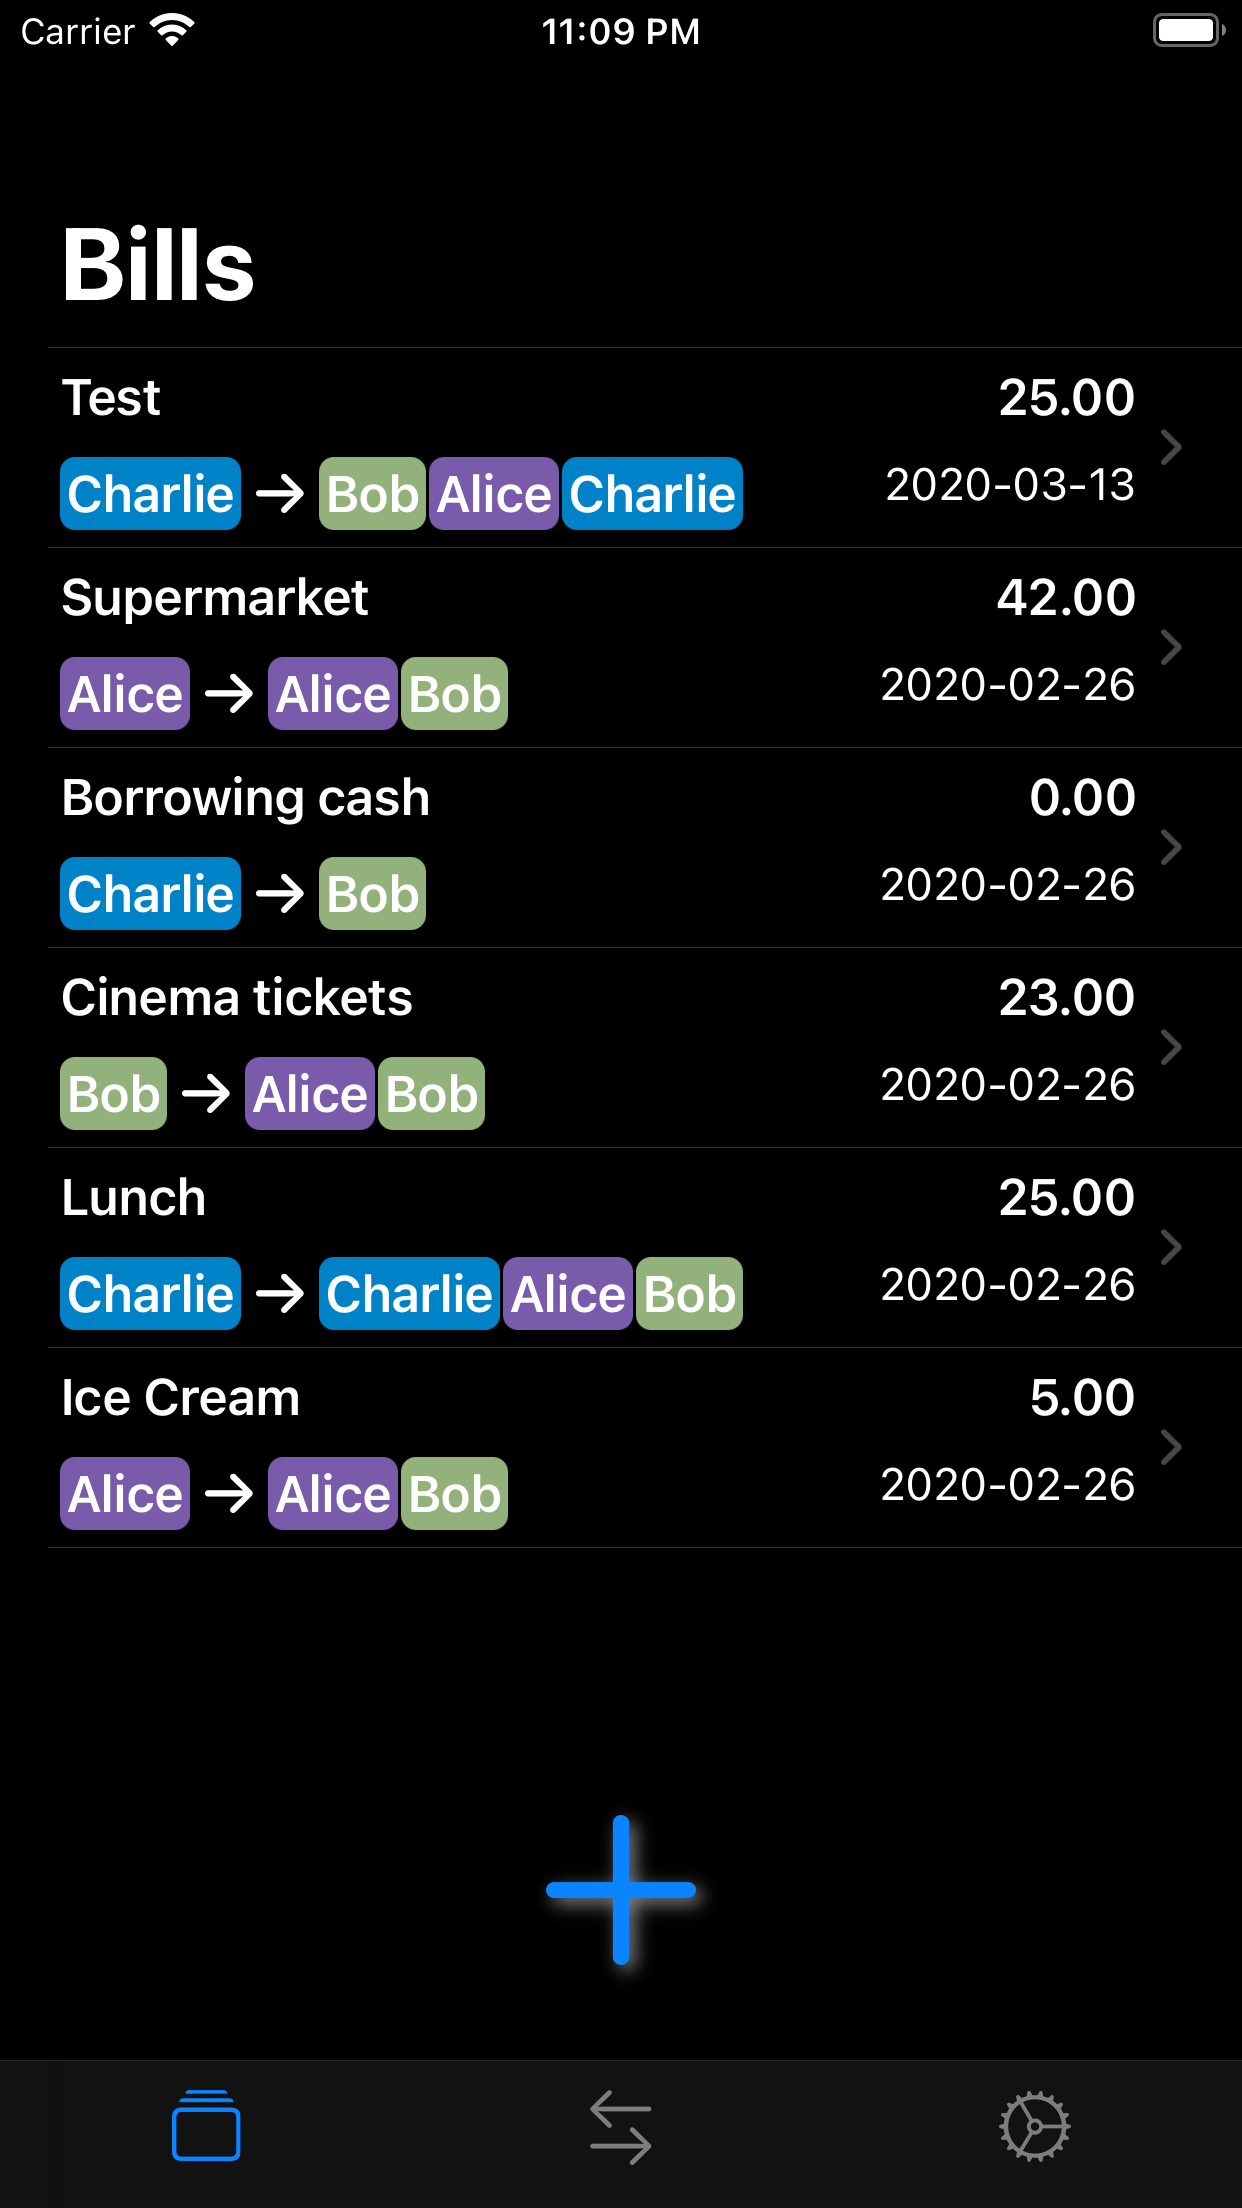 Carrier 11:09 PM
Bills
Test 25.00
Charlie → Bob Alice Charlie 2020-03-13
Supermarket 42.00
Alice → Alice Bob 2020-02-26
Borrowing cash 0.00
Charlie → Bob 2020-02-26
Cinema tickets 23.00
Bob → Alice Bob 2020-02-26
Lunch 25.00
Charlie → Charlie Alice Bob 2020-02-26
Ice Cream 5.00
Alice → Alice Bob 2020-02-26